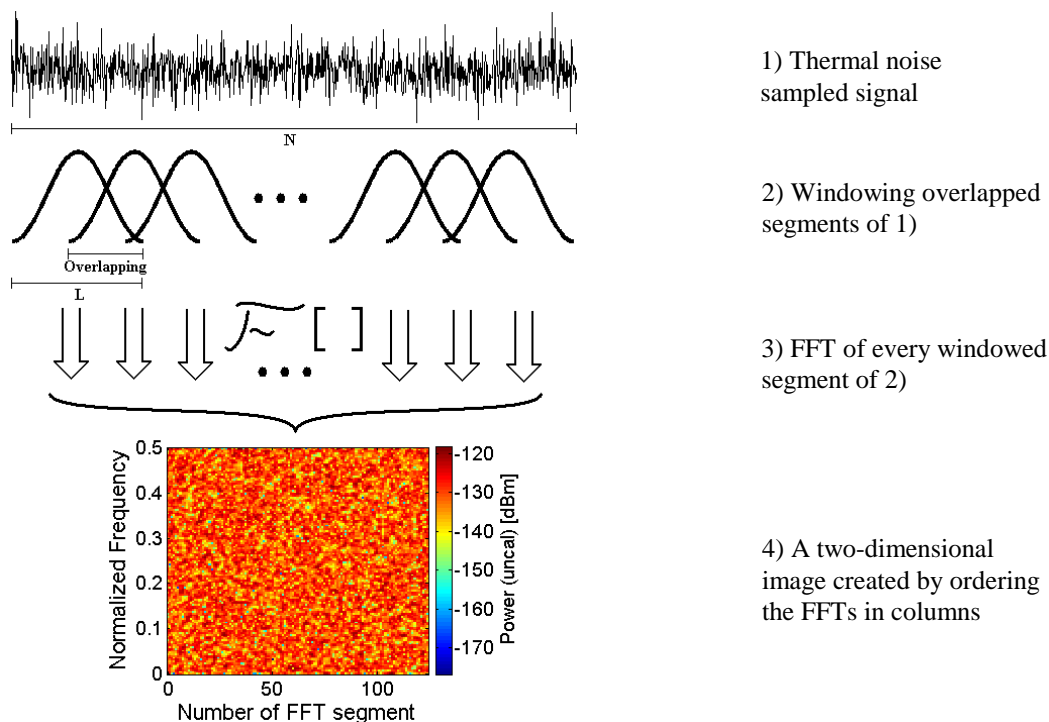 1) Thermal noise
sampled signal
N
2) Windowing overlapped
segments of 1)
Overlapping
L
F [ ]
3) FFT of every windowed
segment of 2)
4) A two-dimensional
image created by ordering
the FFTs in columns
Normalized Frequency
0.5
0.4
0.3
0.2
0.1
0
0 50 100
Number of FFT segment
-120
-130
-140
-150
-160
-170
Power (uncal) [dBm]